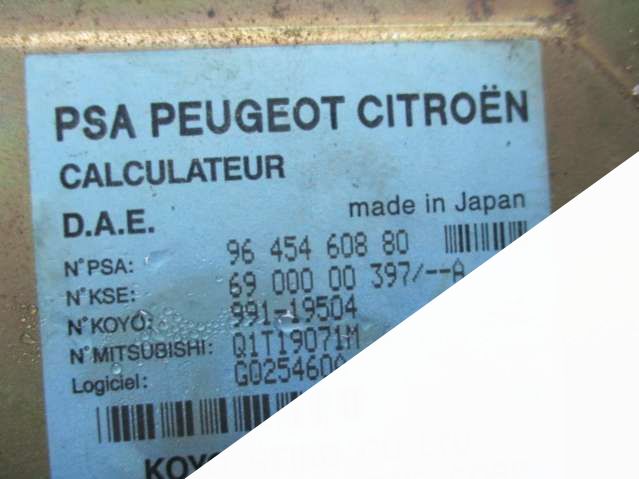 PSA PEUGEOT CITROËN
CALCULATEUR
D.A.E. made in Japan
N°PSA: 96 454 608 80
N°KSE: 69 000 00 397/--A
N°KOYO: 991-19504
N°MITSUBISHI: Q1T19071M
Logiciel: